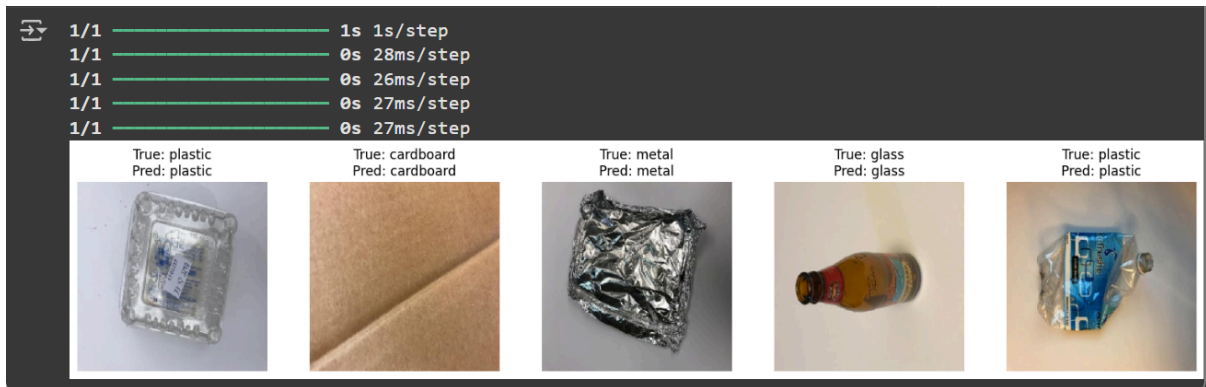 1/1 ━━━━━━━━━━━━━━━━━━━━ 1s 1s/step
1/1 ━━━━━━━━━━━━━━━━━━━━ 0s 28ms/step
1/1 ━━━━━━━━━━━━━━━━━━━━ 0s 26ms/step
1/1 ━━━━━━━━━━━━━━━━━━━━ 0s 27ms/step
1/1 ━━━━━━━━━━━━━━━━━━━━ 0s 27ms/step
True: plastic
Pred: plastic
True: cardboard
Pred: cardboard
True: metal
Pred: metal
True: glass
Pred: glass
True: plastic
Pred: plastic